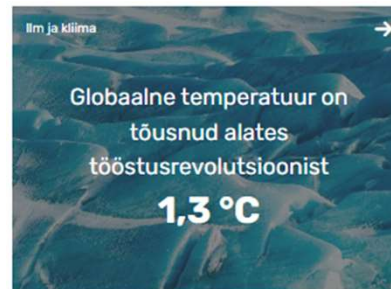 Ilm ja kliima
Globaalne temperatuur on
tõusnud alates
tööstusrevolutsioonist
1,3 °C